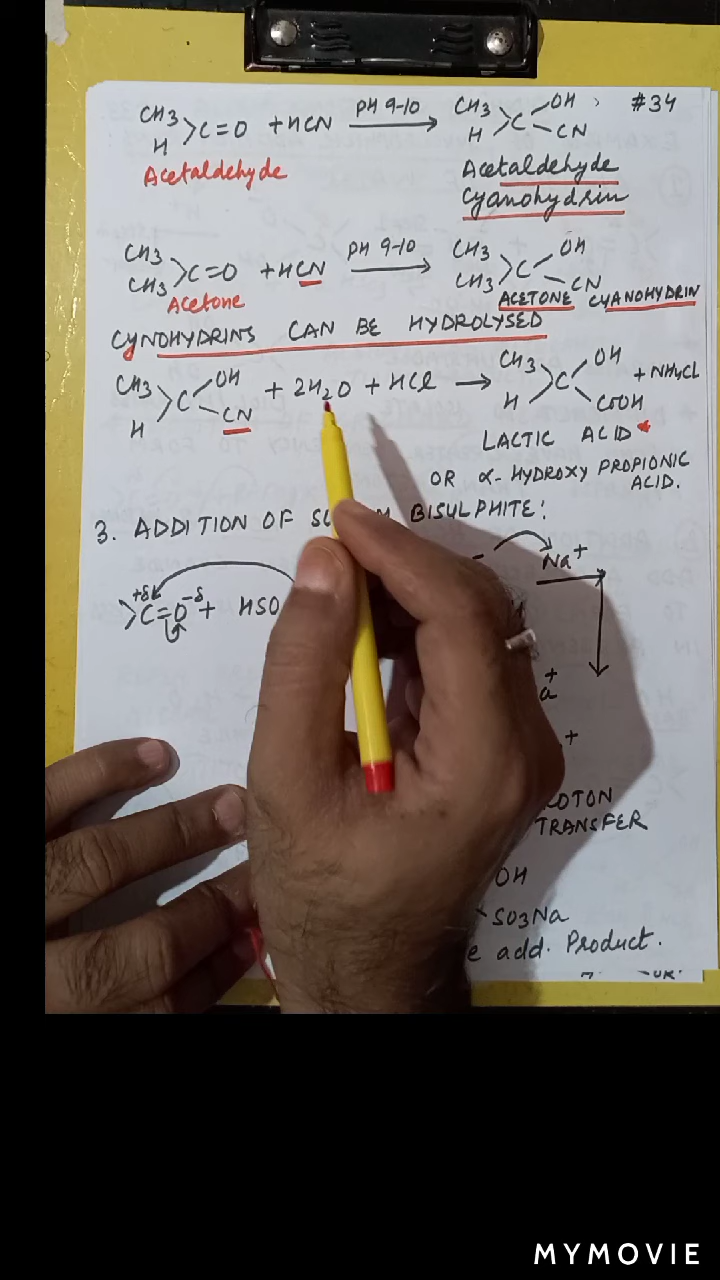 #34
CH3 OH
H >C=O +HCN PH 9-10 → CH3 H >C OH CN
Acetaldehyde Acetaldehyde
Cyanohydrin
CH3 CH3 >C=O +HCN PH 9-10 → CH3 CH3 >C OH CN
Acetone ACETONE CYANOHYDRIN
CYNOHYDRINS CAN BE HYDROLYSED
CH3 H >C OH CN + 2H2O + HCl → CH3 H >C OH COOH + NH4Cl
LACTIC ACID
OR α-HYDROXY PROPIONIC
ACID.
3. ADDITION OF BISULPHITE:
>C+δ=O-δ + HSO - Na+
a+
+
TRANSFER
OH
SO3Na
add. Product.
MYMOVIE